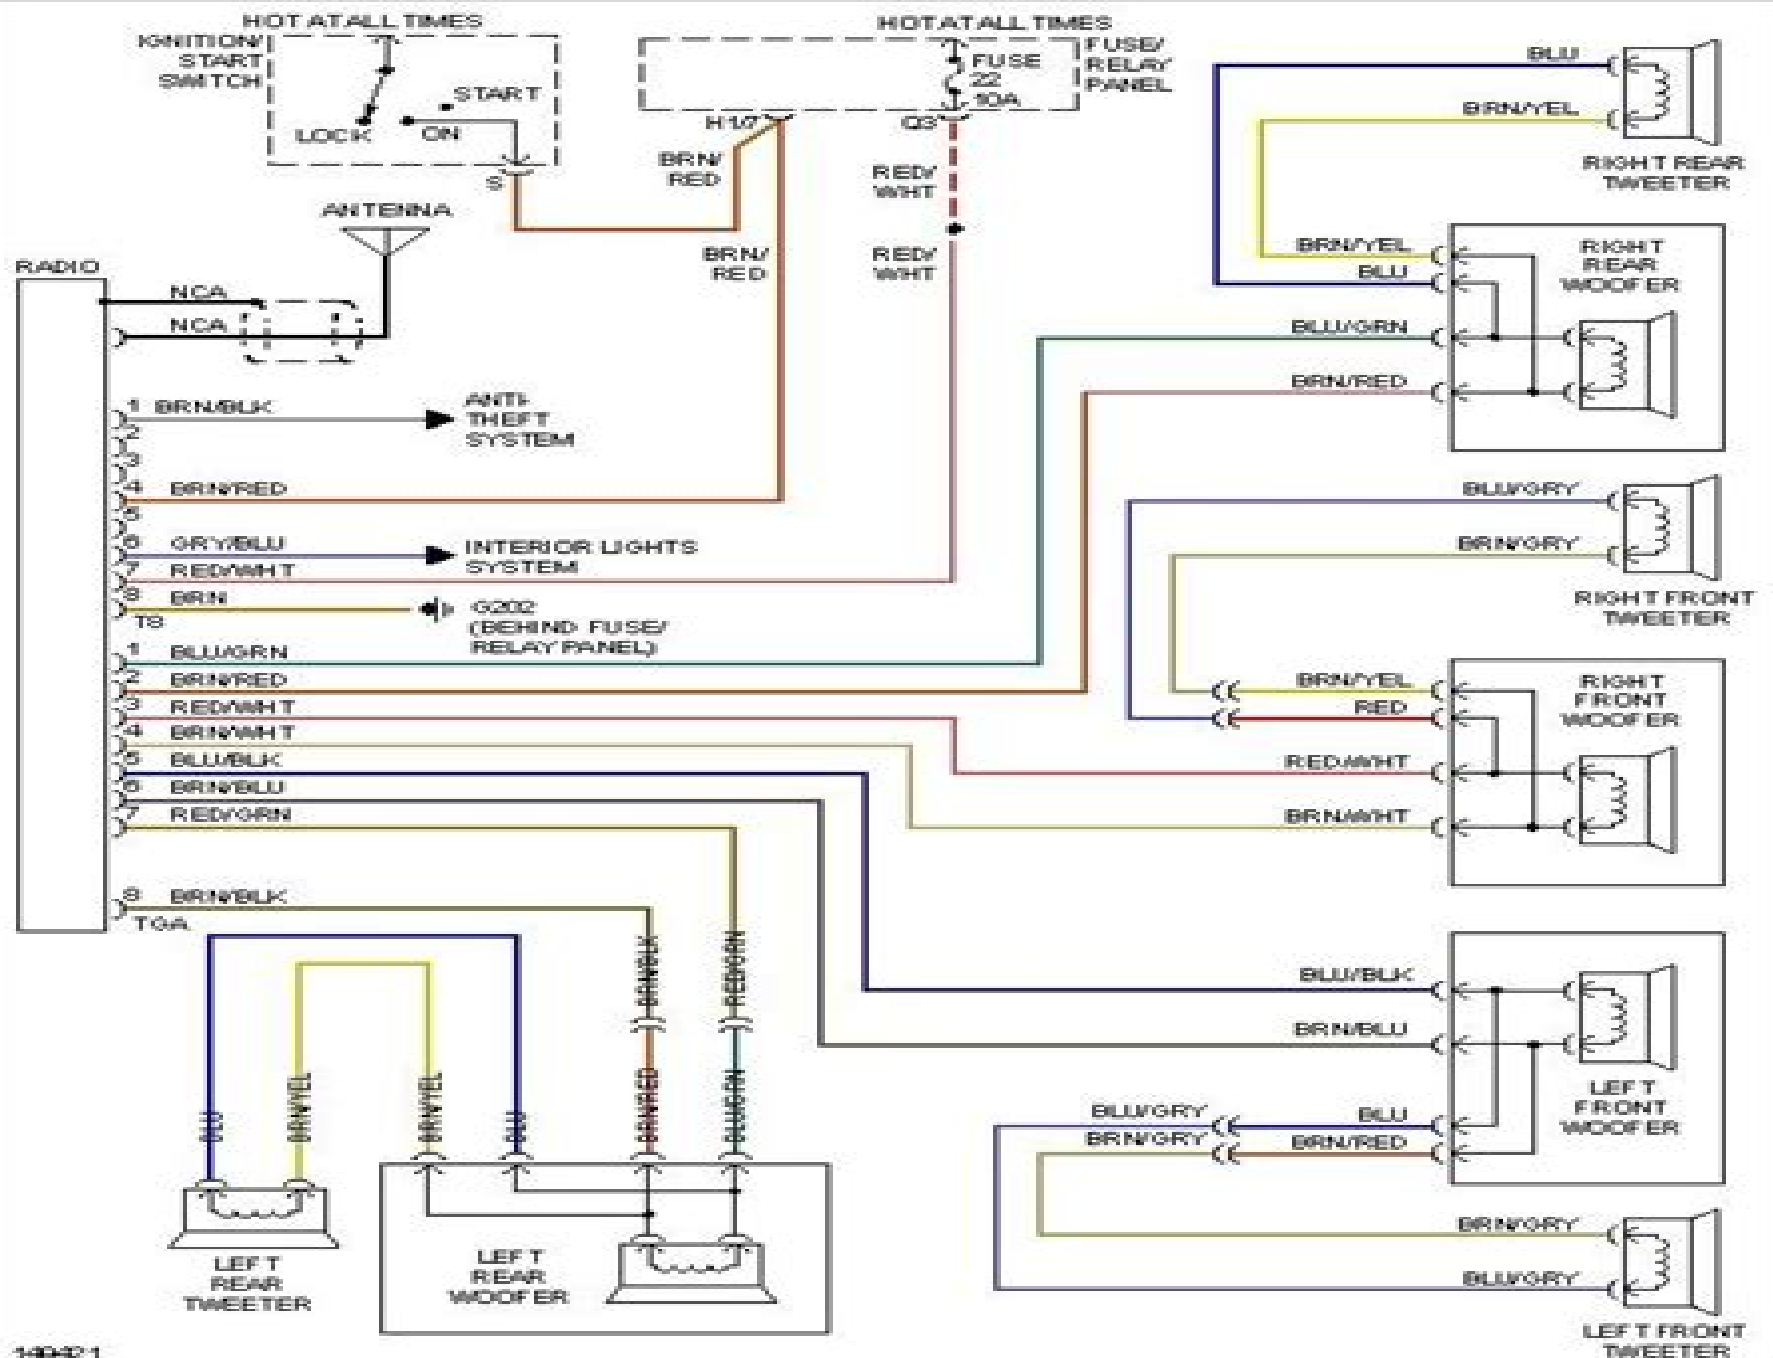 HOT AT ALL TIMES
IGNITION/
START
SWITCH
START
LOCK
ON
S
HOT AT ALL TIMES
FUSE/
RELAY
PANEL
FUSE
22
10A
H1/7
Q3
BRN/
RED
RED/
WHT
BRN/
RED
RED/
WHT
ANTENNA
RADIO
NCA
NCA
1 BRN/BLK
ANTI-
THEFT
SYSTEM
2
3
4 BRN/RED
5
6 GRY/BLU
INTERIOR LIGHTS
SYSTEM
7 RED/WHT
8 BRN
T8
G202
(BEHIND FUSE/
RELAY PANEL)
1 BLU/GRN
2 BRN/RED
3 RED/WHT
4 BRN/WHT
5 BLU/BLK
6 BRN/BLU
7 RED/GRN
8 BRN/BLK
TGA
BLU
BRN/YEL
RIGHT REAR
TWEETER
BRN/YEL
BLU
BLU/GRN
BRN/RED
RIGHT
REAR
WOOFER
BLU/GRY
BRN/GRY
RIGHT FRONT
TWEETER
BRN/YEL
RED
RED/WHT
BRN/WHT
RIGHT
FRONT
WOOFER
BLU/BLK
BRN/BLU
LEFT
FRONT
WOOFER
BLU/GRY
BLU
BRN/GRY
BRN/RED
BRN/GRY
BLU/GRY
LEFT FRONT
TWEETER
BRN/BLK
RED/GRN
BLU
BRN/YEL
BRN/YEL
BLU
BRN/RED
BLU/GRN
LEFT
REAR
TWEETER
LEFT
REAR
WOOFER